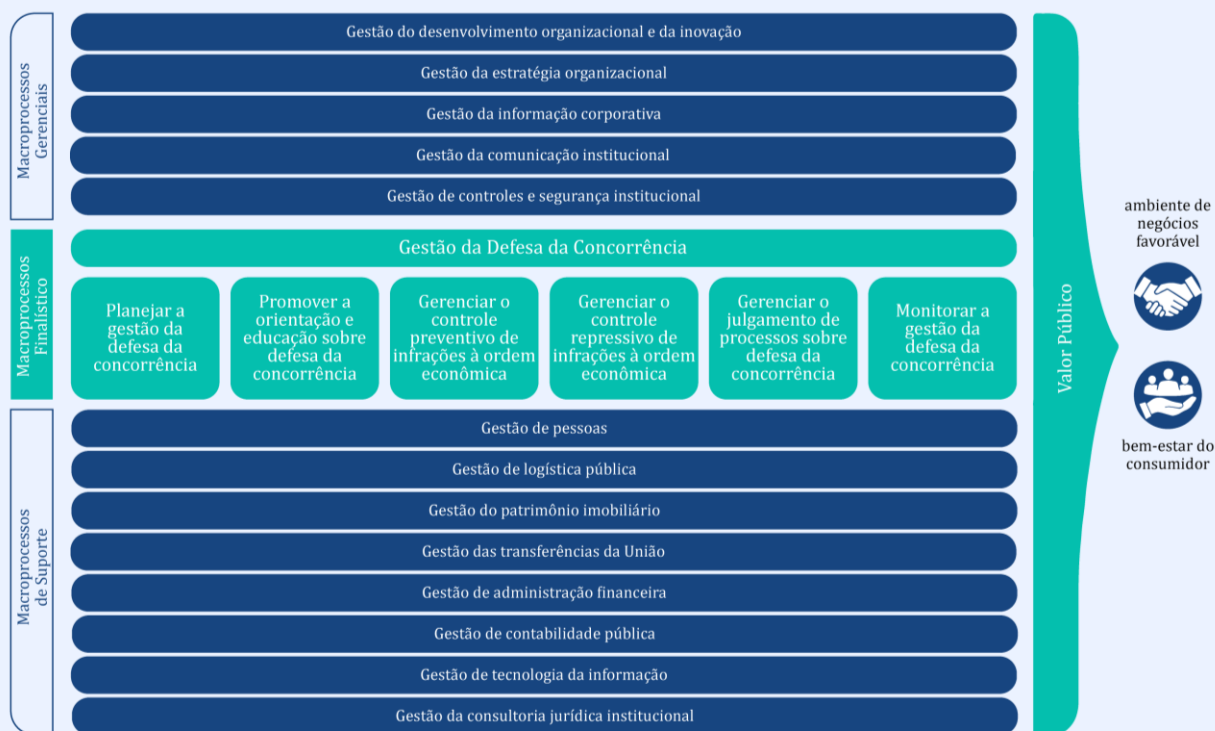 Macroprocessos
Gerenciais
Gestão do desenvolvimento organizacional e da inovação
Gestão da estratégia organizacional
Gestão da informação corporativa
Gestão da comunicação institucional
Gestão de controles e segurança institucional
Macroprocessos
Finalístico
Gestão da Defesa da Concorrência
Planejar a
gestão da
defesa da
concorrência
Promover a
orientação e
educação sobre
defesa da
concorrência
Gerenciar o
controle
preventivo de
infrações à ordem
econômica
Gerenciar o
controle
repressivo de
infrações à ordem
econômica
Gerenciar o
julgamento de
processos sobre
defesa da
concorrência
Monitorar a
gestão da
defesa da
concorrência
Macroprocessos
de Suporte
Gestão de pessoas
Gestão de logística pública
Gestão do patrimônio imobiliário
Gestão das transferências da União
Gestão de administração financeira
Gestão de contabilidade pública
Gestão de tecnologia da informação
Gestão da consultoria jurídica institucional
Valor Público
ambiente de
negócios
favorável
bem-estar do
consumidor